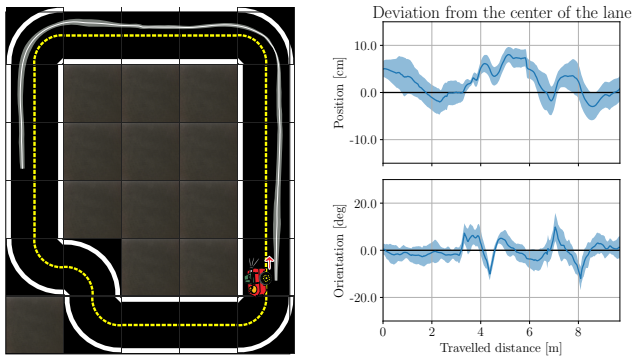 Deviation from the center of the lane
Position [cm]
10.0
0.0
-10.0
Orientation [deg]
20.0
0.0
-20.0
0 2 4 6 8
Travelled distance [m]